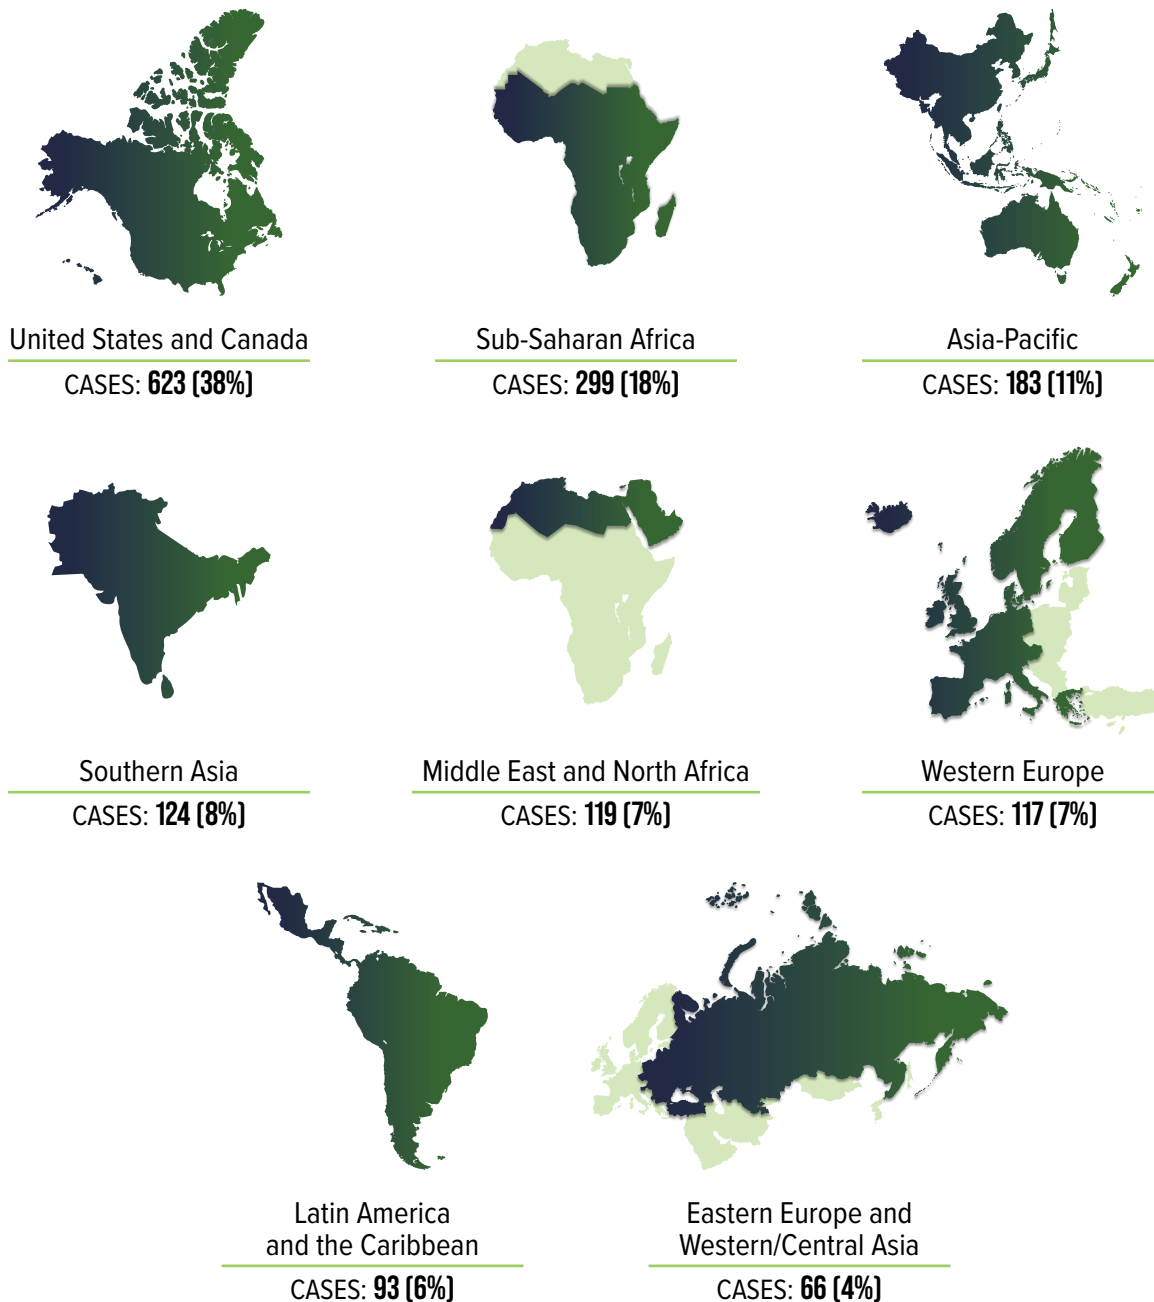 United States and Canada
CASES: 623 (38%)
Sub-Saharan Africa
CASES: 299 (18%)
Asia-Pacific
CASES: 183 (11%)
Southern Asia
CASES: 124 (8%)
Middle East and North Africa
CASES: 119 (7%)
Western Europe
CASES: 117 (7%)
Latin America
and the Caribbean
CASES: 93 (6%)
Eastern Europe and
Western/Central Asia
CASES: 66 (4%)